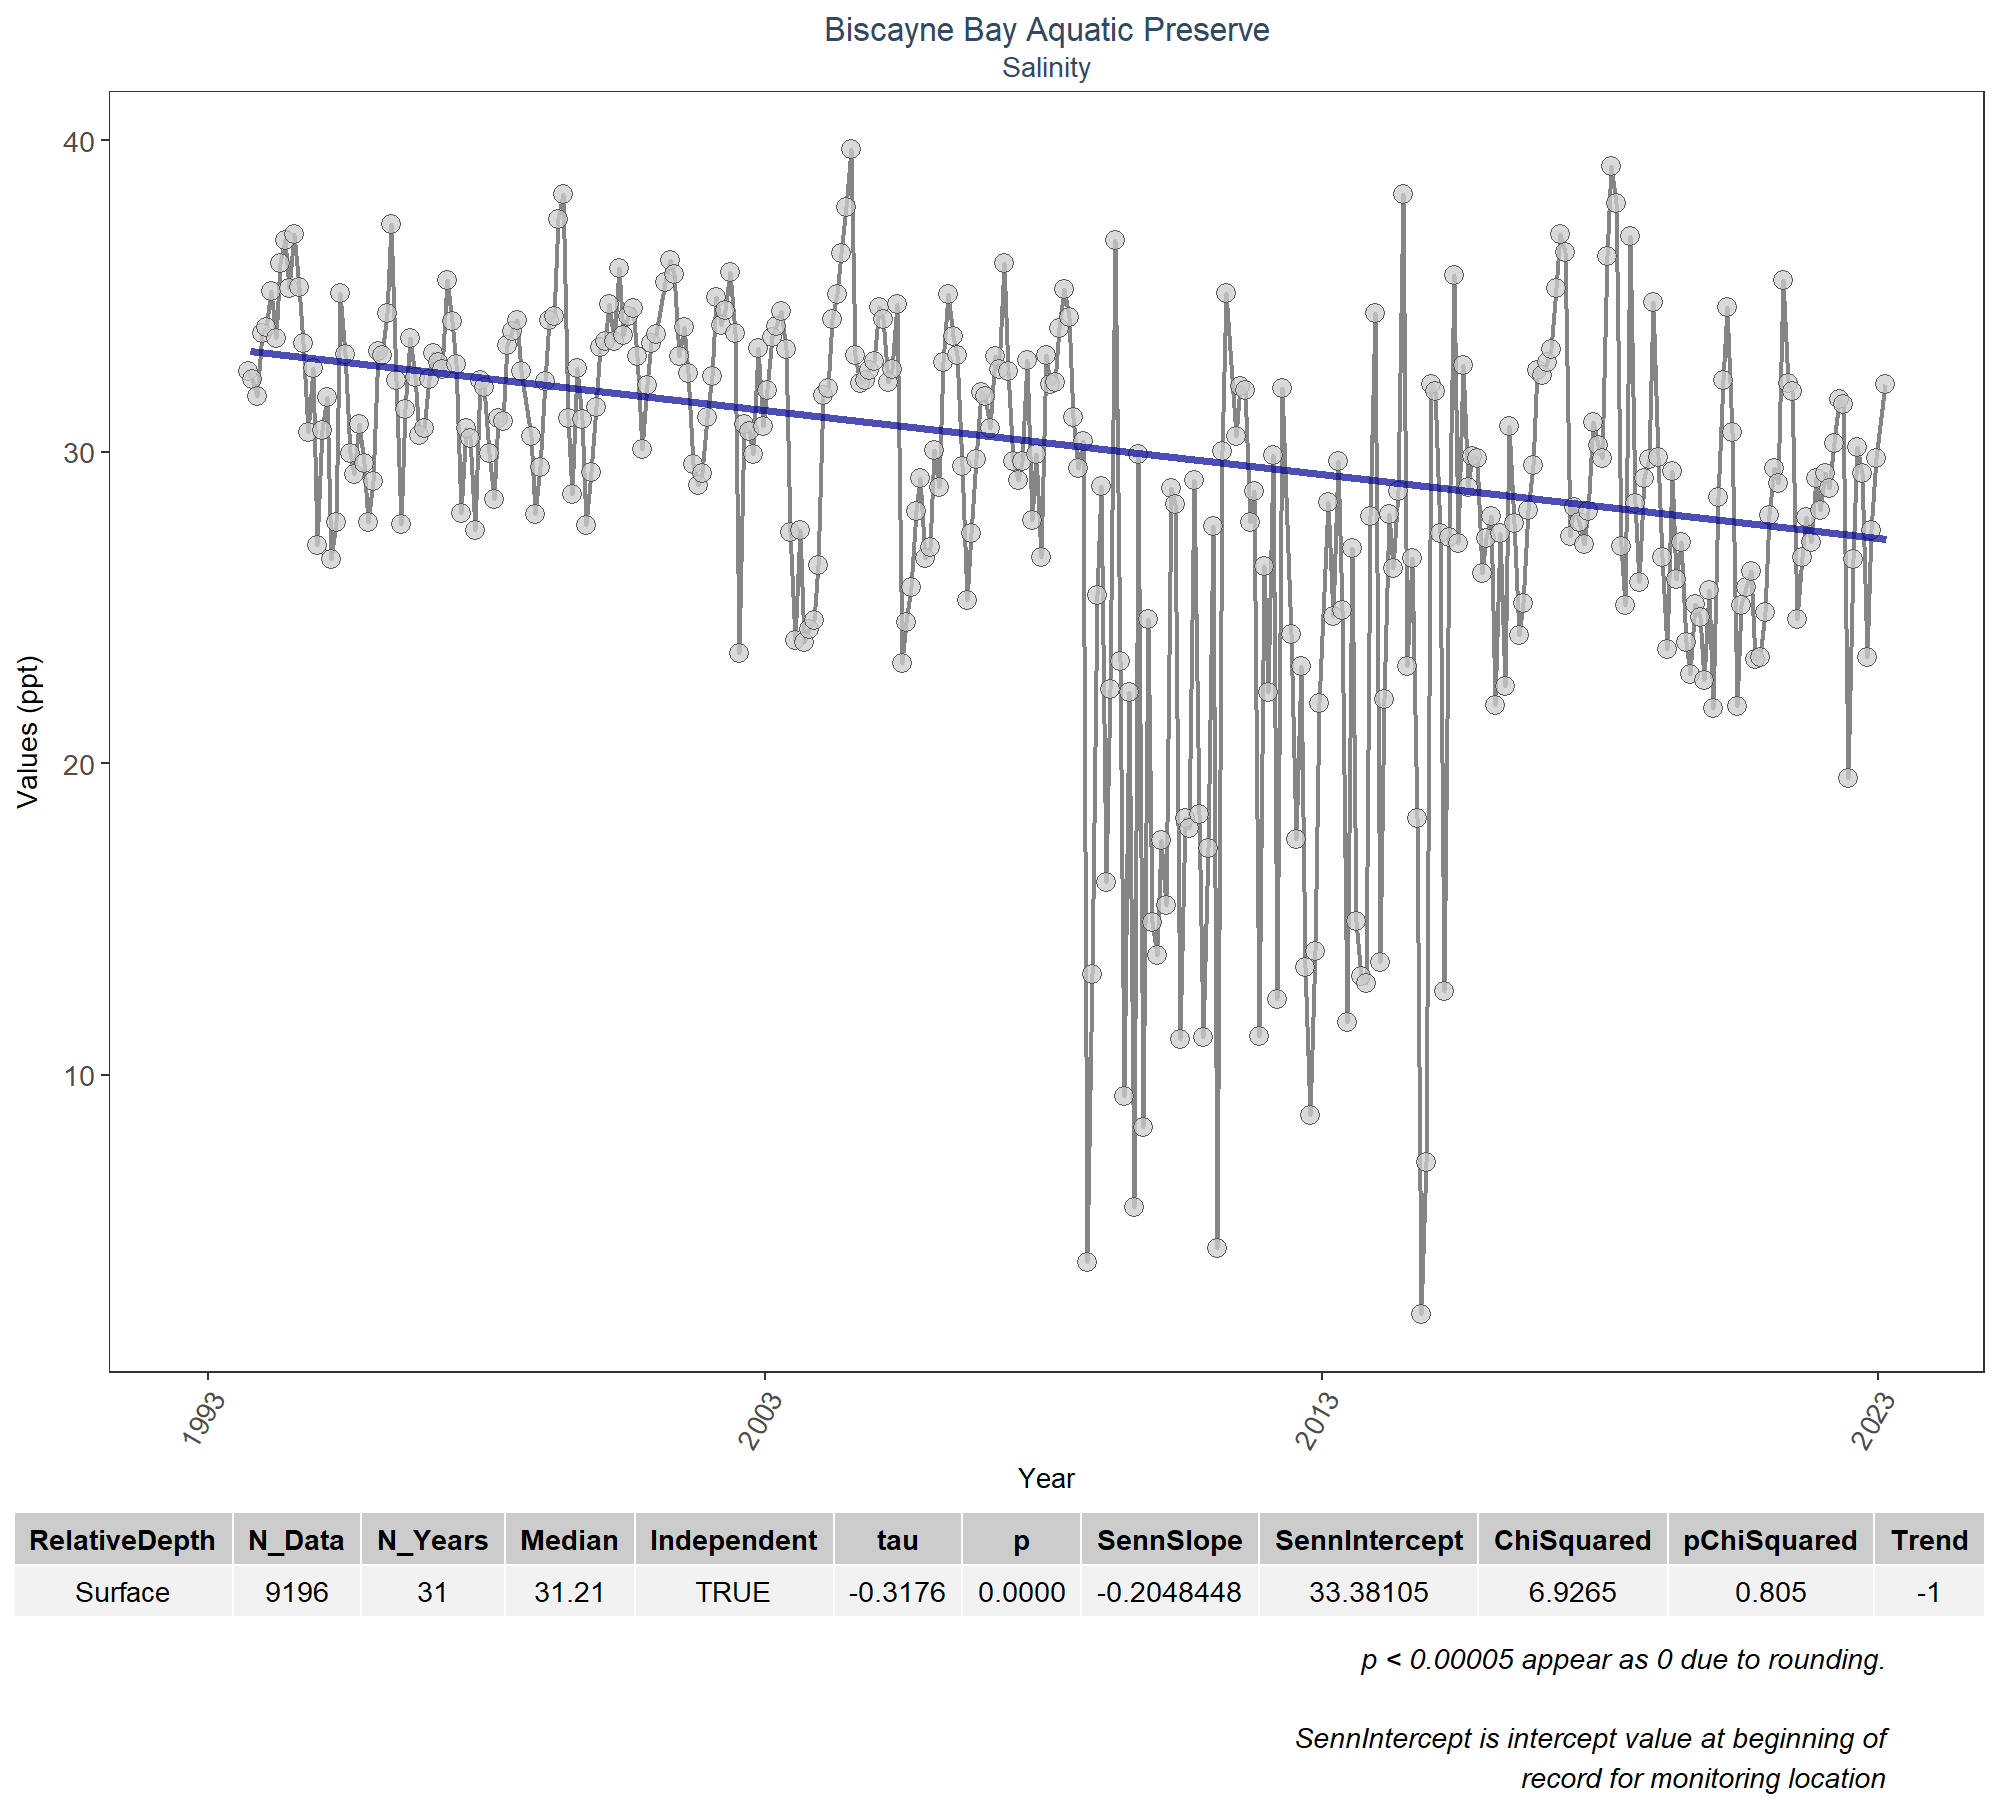 Biscayne Bay Aquatic Preserve
Salinity
40
30
20
10
Values (ppt)
1993 2003 2013 2023
Year
RelativeDepth N_Data N_Years Median Independent tau p SennSlope SennIntercept ChiSquared pChiSquared Trend
Surface 9196 31 31.21 TRUE -0.3176 0.0000 -0.2048448 33.38105 6.9265 0.805 -1
p < 0.00005 appear as 0 due to rounding.
SennIntercept is intercept value at beginning of
record for monitoring location